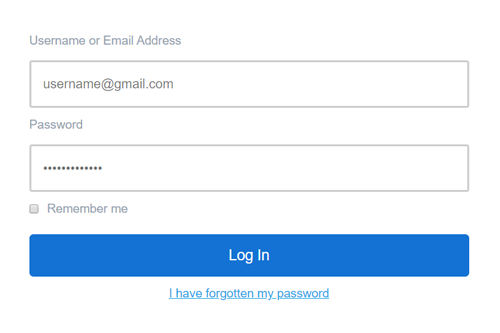 Username or Email Address
username@gmail.com
Password
•••••••••••••
Remember me
Log In
I have forgotten my password